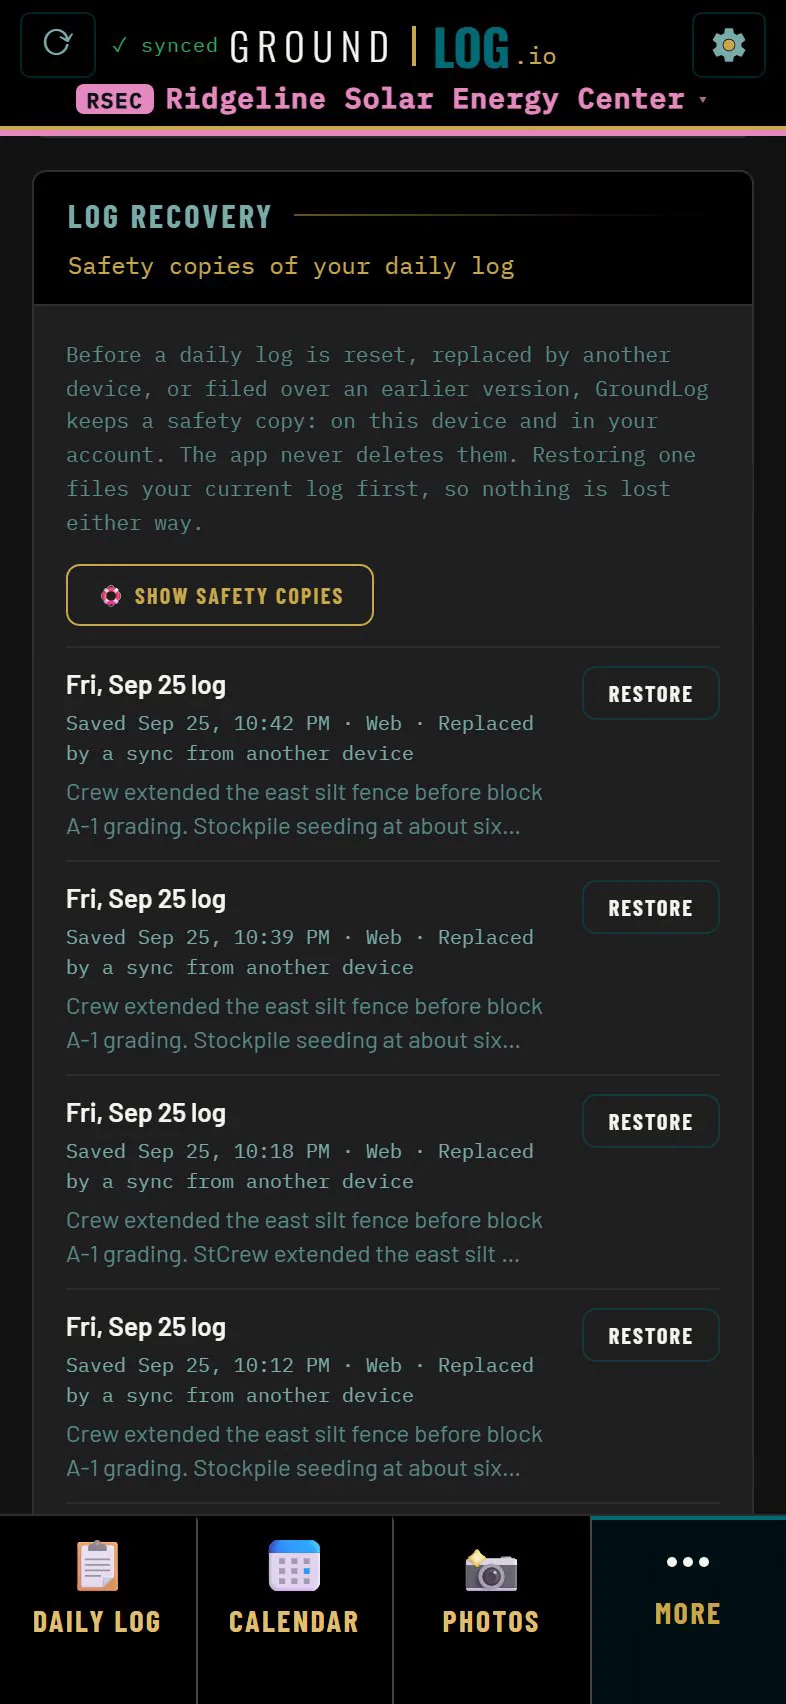 ✓ synced GROUND | LOG.io
RSEC Ridgeline Solar Energy Center ▾
LOG RECOVERY
Safety copies of your daily log
Before a daily log is reset, replaced by another
device, or filed over an earlier version, GroundLog
keeps a safety copy: on this device and in your
account. The app never deletes them. Restoring one
files your current log first, so nothing is lost
either way.
SHOW SAFETY COPIES
Fri, Sep 25 log
RESTORE
Saved Sep 25, 10:42 PM · Web · Replaced
by a sync from another device
Crew extended the east silt fence before block
A-1 grading. Stockpile seeding at about six...
Fri, Sep 25 log
RESTORE
Saved Sep 25, 10:39 PM · Web · Replaced
by a sync from another device
Crew extended the east silt fence before block
A-1 grading. Stockpile seeding at about six...
Fri, Sep 25 log
RESTORE
Saved Sep 25, 10:18 PM · Web · Replaced
by a sync from another device
Crew extended the east silt fence before block
A-1 grading. StCrew extended the east silt ...
Fri, Sep 25 log
RESTORE
Saved Sep 25, 10:12 PM · Web · Replaced
by a sync from another device
Crew extended the east silt fence before block
A-1 grading. Stockpile seeding at about six...
DAILY LOG
CALENDAR
PHOTOS
MORE